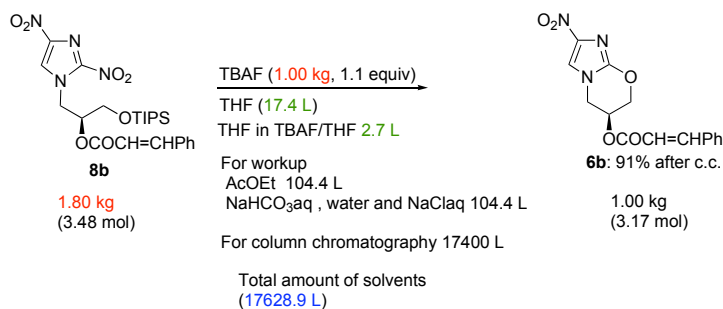 O₂N
N
N
NO₂
N
OTIPS
OCOCH=CHPh
8b
1.80 kg
(3.48 mol)
TBAF (1.00 kg, 1.1 equiv)
THF (17.4 L)
THF in TBAF/THF 2.7 L
For workup
AcOEt 104.4 L
NaHCO₃aq , water and NaClaq 104.4 L
For column chromatography 17400 L
Total amount of solvents
(17628.9 L)
O₂N
N
N
O
OCOCH=CHPh
6b: 91% after c.c.
1.00 kg
(3.17 mol)